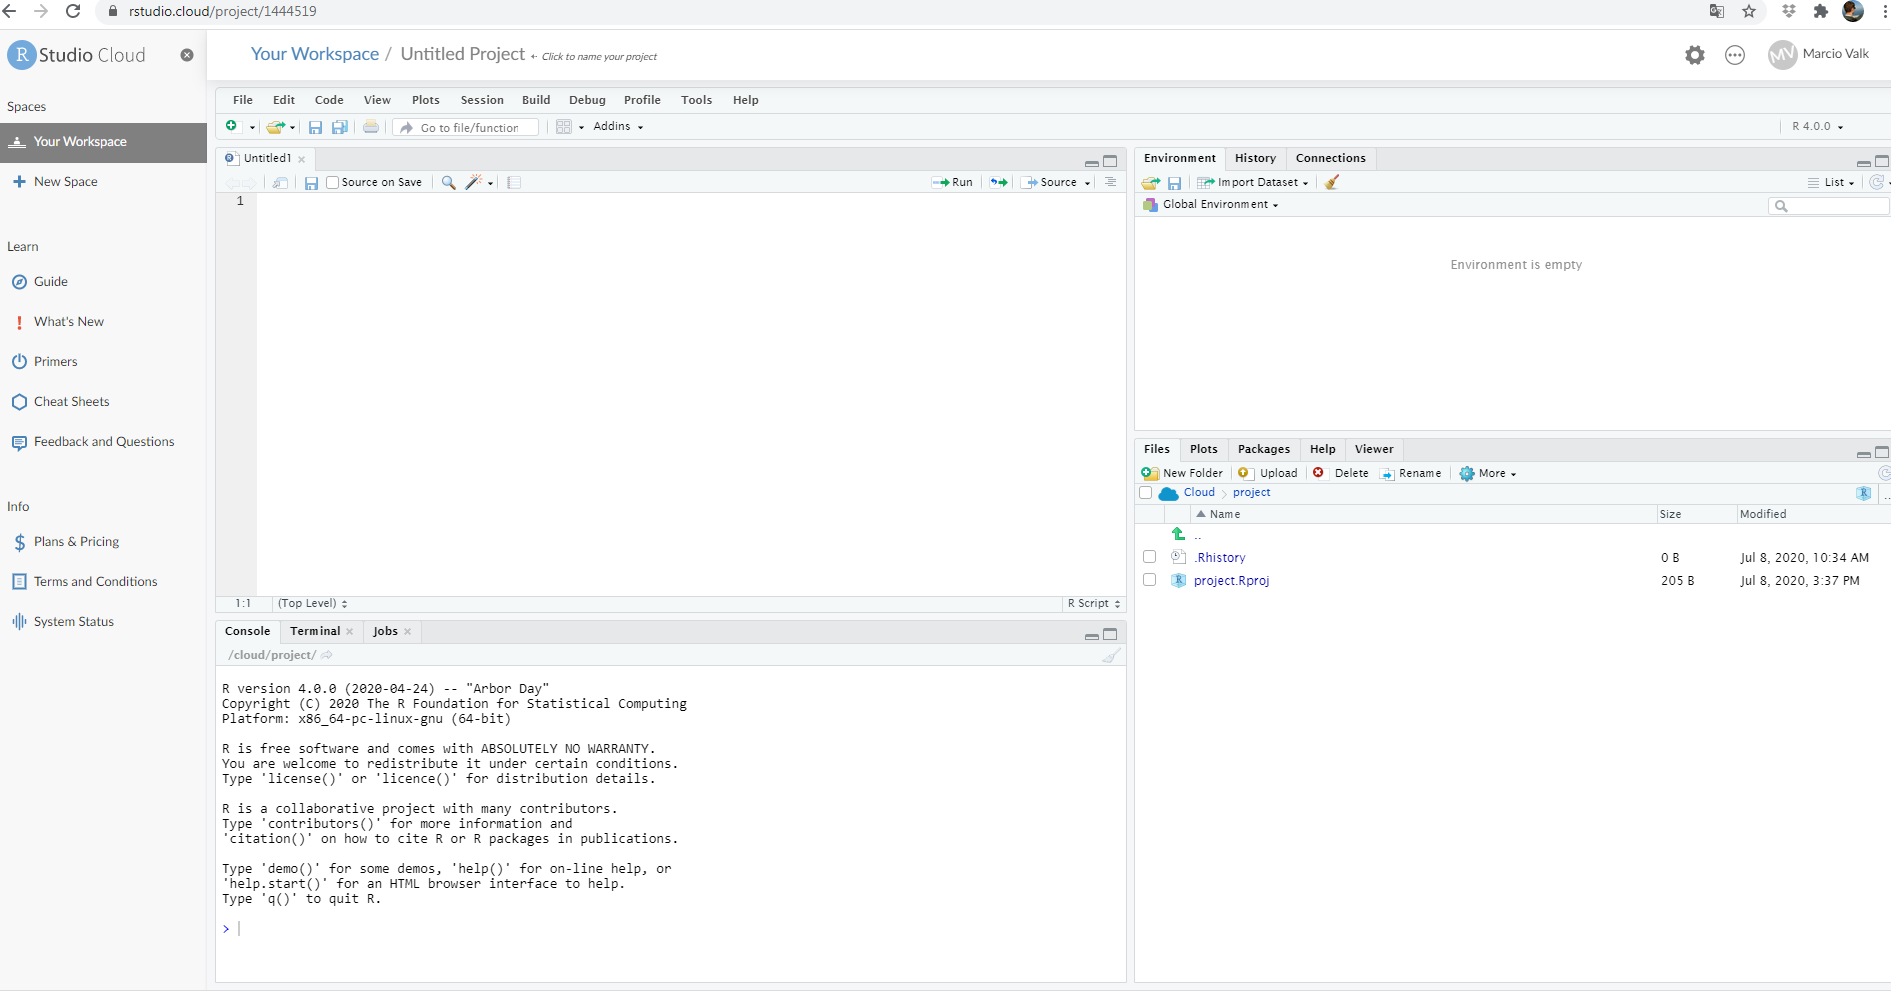 rstudio.cloud/project/1444519
R Studio Cloud
Your Workspace / Untitled Project ← Click to name your project
MV Marcio Valk
Spaces
Your Workspace
New Space
Learn
Guide
What's New
Primers
Cheat Sheets
Feedback and Questions
Info
Plans & Pricing
Terms and Conditions
System Status
File Edit Code View Plots Session Build Debug Profile Tools Help
Go to file/function Addins R 4.0.0
Untitled1
Source on Save Run Source
1
1:1 (Top Level) R Script
Console Terminal Jobs
/cloud/project/
R version 4.0.0 (2020-04-24) -- "Arbor Day"
Copyright (C) 2020 The R Foundation for Statistical Computing
Platform: x86_64-pc-linux-gnu (64-bit)
R is free software and comes with ABSOLUTELY NO WARRANTY.
You are welcome to redistribute it under certain conditions.
Type 'license()' or 'licence()' for distribution details.
R is a collaborative project with many contributors.
Type 'contributors()' for more information and
'citation()' on how to cite R or R packages in publications.
Type 'demo()' for some demos, 'help()' for on-line help, or
'help.start()' for an HTML browser interface to help.
Type 'q()' to quit R.
>
Environment History Connections
Import Dataset List
Global Environment
Environment is empty
Files Plots Packages Help Viewer
New Folder Upload Delete Rename More
Cloud project R ...
Name Size Modified
..
.Rhistory 0 B Jul 8, 2020, 10:34 AM
project.Rproj 205 B Jul 8, 2020, 3:37 PM